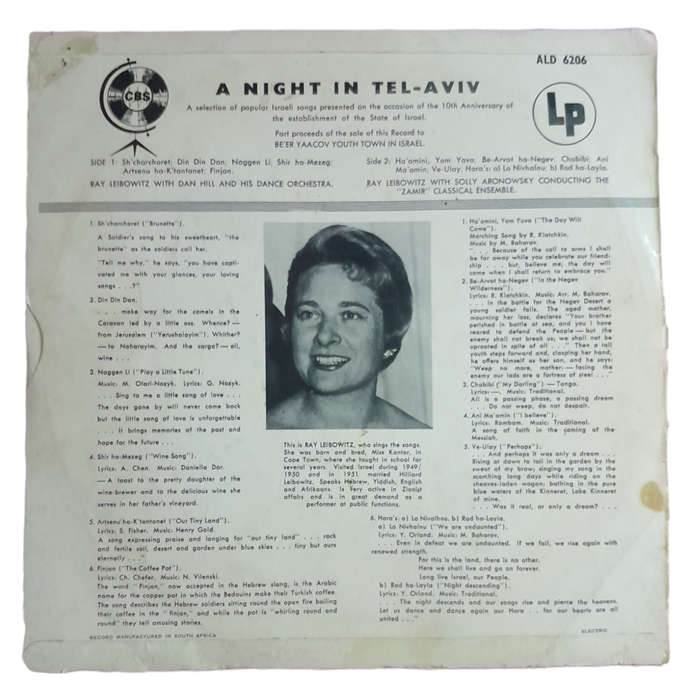 ALD 6206
CBS
A NIGHT IN TEL-AVIV
A selection of popular Israeli songs presented on the occasion of the 10th Anniversary of
the establishment of the State of Israel.
Part proceeds of the sale of this Record to
BE'ER YAACOV YOUTH TOWN IN ISRAEL.
LP
SIDE 1: Sh'charchoret; Din Din Dan; Naggen Li; Shir ha-Mezeg;
Artsenu ha-K'tantonet; Finjan.
RAY LEIBOWITZ WITH DAN HILL AND HIS DANCE ORCHESTRA.
Side 2: Ha'amini, Yom Yavo, Be-Arvot ha-Negev, Chabibi; Ani
Ma'amin; Ve-Ulay; Hara's: a) Lo Nivhalnu; b) Rad ha-Layla.
RAY LEIBOWITZ WITH SOLLY ARONOWSKY CONDUCTING THE
"ZAMIR" CLASSICAL ENSEMBLE.
1. Sh'charchoret ("Brunette").
A Soldier's song to his sweetheart, "the
brunette" as the soldiers call her.
"Tell me why," he says, "you have capti-
vated me with your glances, your loving
songs . . .?"
2. Din Din Dan.
. . . make way for the camels in the
Caravan led by a little ass. Whence? —
from Jerusalem (Yerushalayim"), Whither?
— to Naharayim. And the cargo? — oil,
wine . . .
3. Naggen Li ("Play a Little Tune").
Music: M. Olari-Nozyk. Lyrics: G. Nozyk.
. . . Sing to me a little song of love . . .
The days gone by will never come back
but the little song of love is unforgettable
. . . It brings memories of the past and
hope for the future . . .
4. Shir ha-Mezeg ("Wine Song").
Lyrics: A. Chen. Music: Daniella Dor.
— A toast to the pretty daughter of the
wine-brewer and to the delicious wine she
serves in her father's vineyard.
5. Artsenu ha-K'tantonet ("Our Tiny Land").
Lyrics: S. Fisher. Music: Henry Gold.
A song expressing praise and longing for "our tiny land" . . . rock
and fertile soil, desert and garden under blue skies . . . tiny but ours
eternally . . ."
6. Finjan ("The Coffee Pot").
Lyrics: Ch. Chefer. Music: N. Vilenski.
The word "Finjan," now accepted in the Hebrew slang, is the Arabic
name for the copper pot in which the Bedouins make their Turkish coffee.
The song describes the Hebrew soldiers sitting round the open fire boiling
their coffee in the "finjan," and while the pot is "whirling round and
round" they tell amusing stories.
This is RAY LEIBOWITZ, who sings the songs.
She was born and bred, Miss Kantor, in
Cape Town, where she taught in school for
several years. Visited Israel during 1949/
1950 and in 1951, married Hilliard
Leibowitz. Speaks Hebrew, Yiddish, English
and Afrikaans. Is very active in Zionist
affairs and is in great demand as a
performer at public functions.
1. Ha'amini, Yom Yavo ("The Day Will
Come").
Marching Song by R. Klatchkin.
Music by M. Baharav.
. . . Because of the call to arms I shall
be far away while you celebrate our friend-
ship . . . but, believe me, the day will
come when I shall return to embrace you."
2. Be-Arvot ha-Negev ("In the Negev
Wilderness").
Lyrics: R. Klatchkin. Music: Arr. M. Baharav.
. . . In the battle for the Negev Desert a
young soldier falls. The aged mother,
mourning her loss, declares "Your brother
perished in battle at sea, and you I have
reared to defend the People — but the
enemy shall not break us; we shall not be
uprooted in spite of all . . ." Then a tall
youth steps forward and, clasping her hand,
he offers himself as her son, and he says:
"Weep no more, mother; — facing the
enemy our lads are a fortress of steel . . ."
3. Chabibi ("My Darling") — Tango.
Lyrics: —. Music: Traditional.
All is a passing phase, a passing dream
. . . Do not weep, do not despair.
4. Ani Ma'amin ("I believe").
Lyrics: Rambam. Music: Traditional.
A song of faith in the coming of the
Messiah.
5. Ve-Ulay ("Perhaps").
. . . And perhaps it was only a dream . . .
Rising at dawn to toil in the garden by the
sweat of my brow; singing my song in the
scorching long days while riding on the
sheaves-laden wagon; bathing in the pure
blue waters of the Kinneret, Lake Kinneret
of mine.
. . . Was it real, or only a dream? . . .
6. Hara's: a) Lo Nivalhnu. b) Rad ha-Layla.
a) Lo Nivhalnu ("We are undaunted").
Lyrics: Y. Orland. Music: M. Baharav.
. . . Even in defeat we are undaunted. If we fall, we rise again with
renewed strength.
For this is the land, there is no other.
Here we shall live and go on forever.
Long live Israel, our People.
b) Rad ha-Layla ("Night descending").
Lyrics: Y. Orland. Music: Traditional.
. . . The night descends and our songs rise and pierce the heavens.
Let us dance and dance again our Hora . . . for our hearts are all
united . . ."
RECORD MANUFACTURED IN SOUTH AFRICA
ELECTRIC